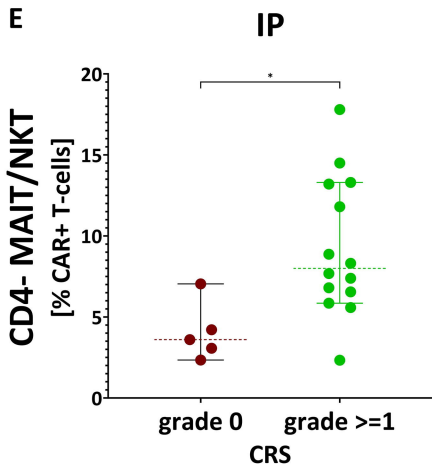 E
IP
CD4- MAIT/NKT
[% CAR+ T-cells]
20
*
15
10
5
0
grade 0
grade >=1
CRS